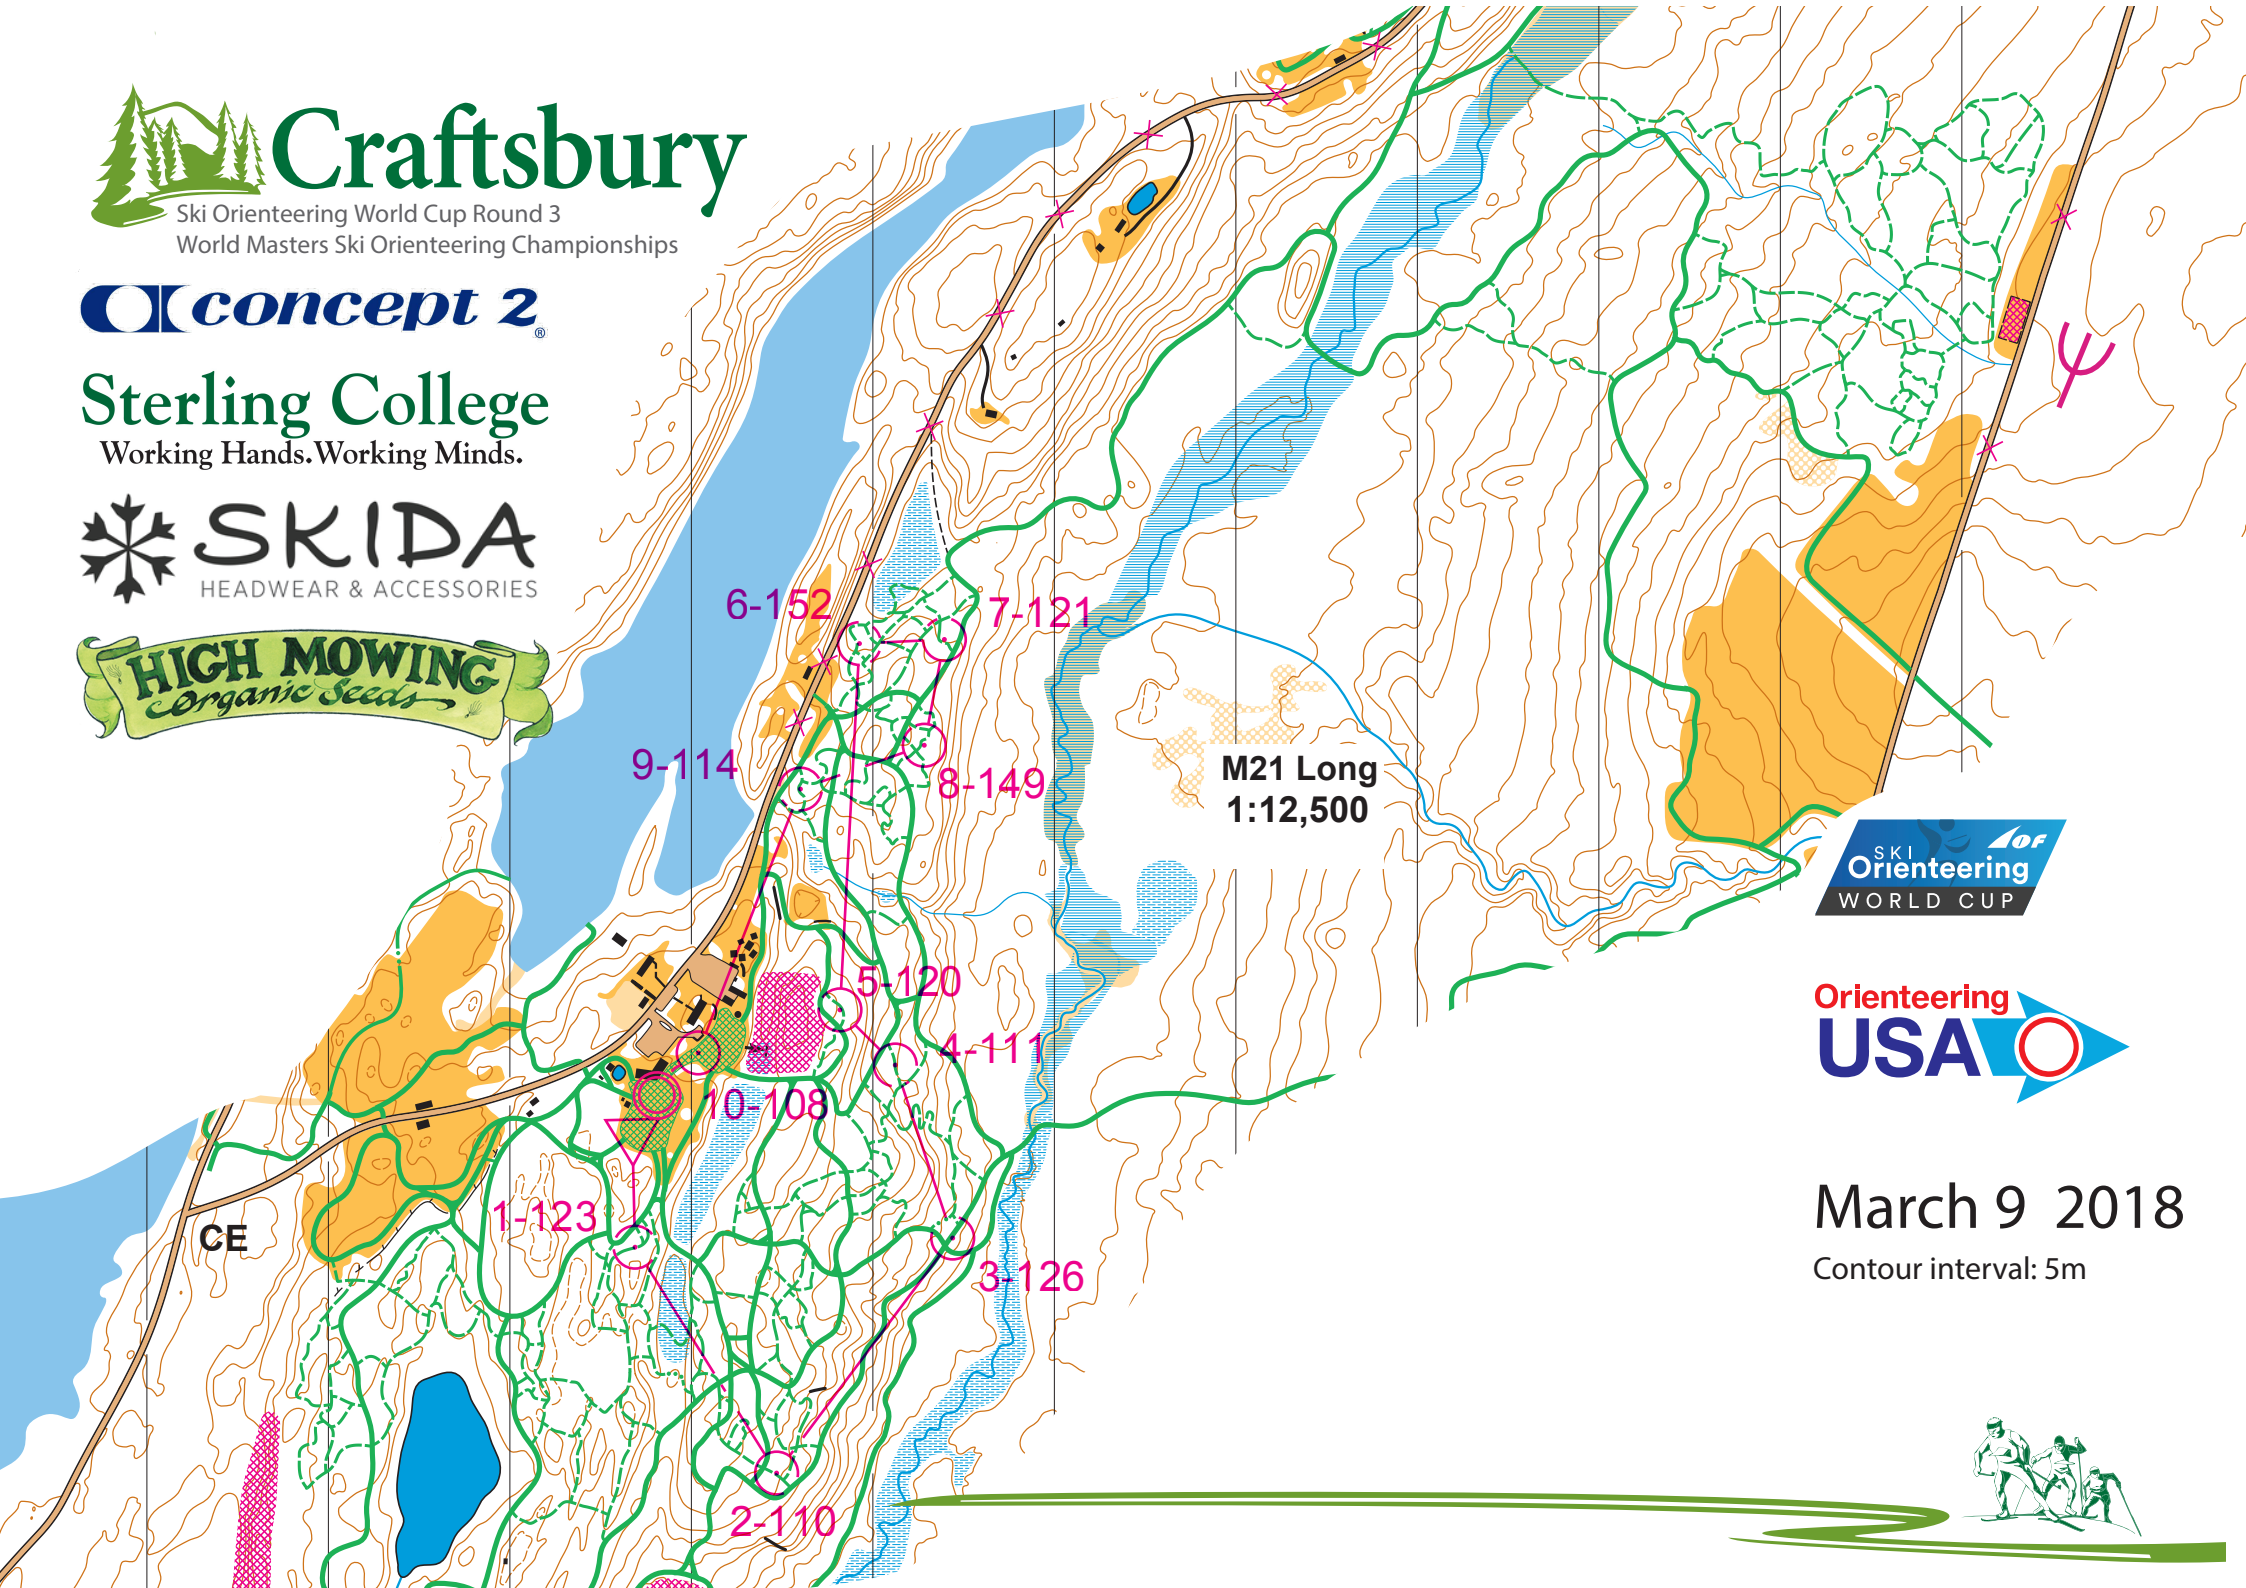 Craftsbury
Ski Orienteering World Cup Round 3
World Masters Ski Orienteering Championships
concept 2®
Sterling College
Working Hands. Working Minds.
SKIDA
HEADWEAR & ACCESSORIES
HIGH MOWING
Organic Seeds
6-152
7-121
9-114
8-149
M21 Long
1:12,500
5-120
4-111
10-108
1-123
CE
3-126
2-110
IOF
SKI
Orienteering
WORLD CUP
Orienteering
USA
March 9 2018
Contour interval: 5m